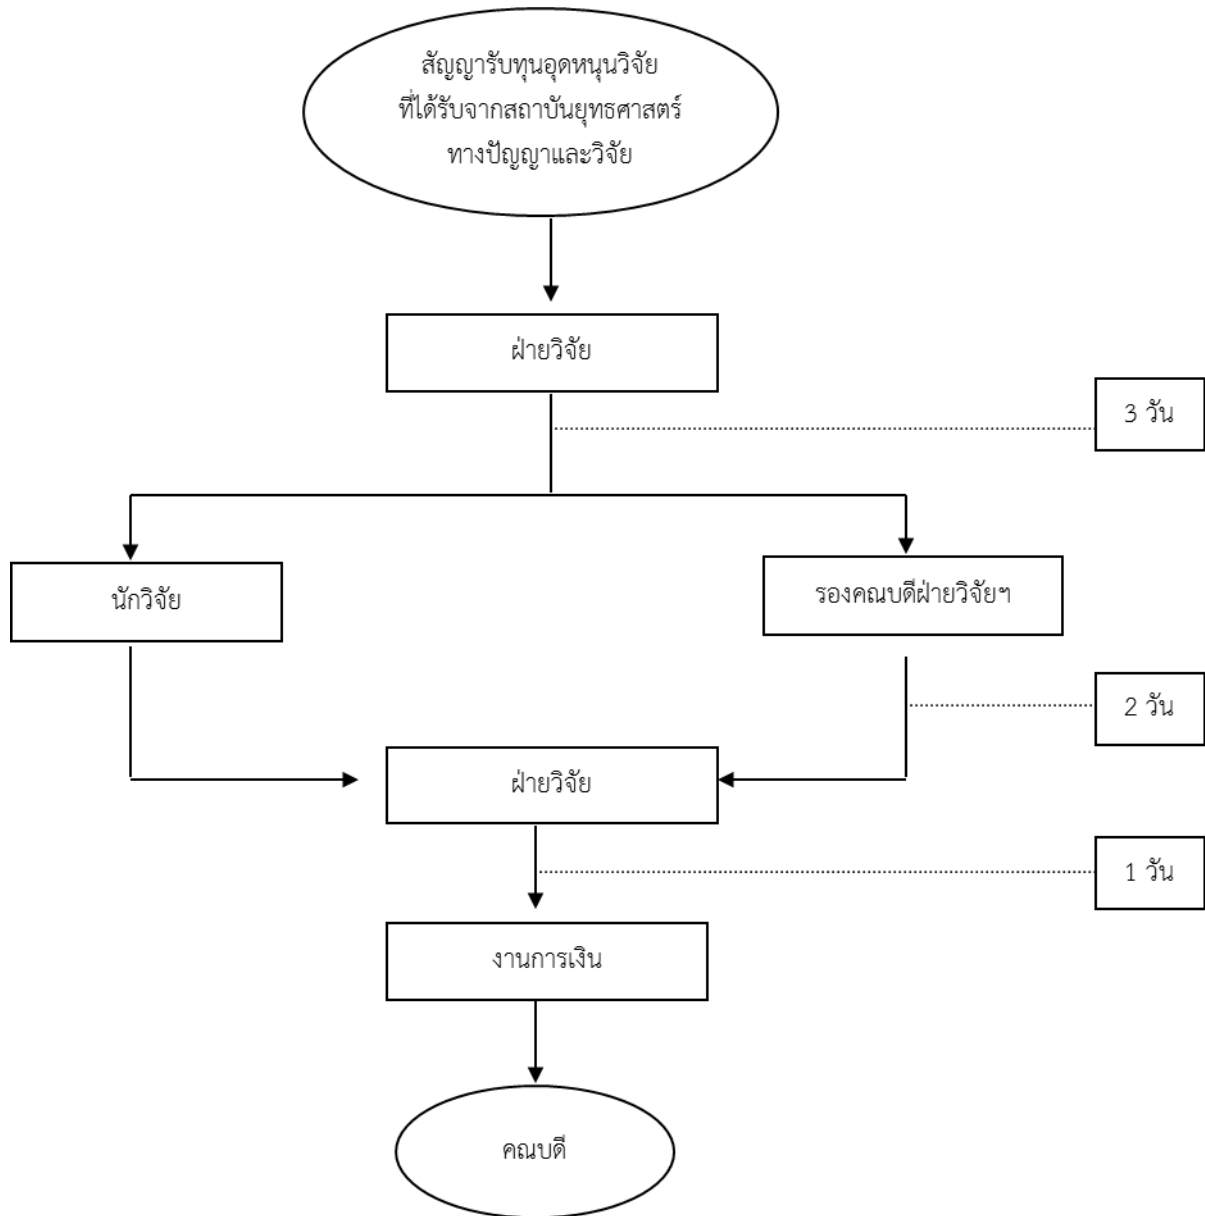 สัญญารับทุนอุดหนุนวิจัย
ที่ได้รับจากสถาบันยุทธศาสตร์
ทางปัญญาและวิจัย
ฝ่ายวิจัย
3 วัน
นักวิจัย
รองคณบดีฝ่ายวิจัยฯ
2 วัน
ฝ่ายวิจัย
1 วัน
งานการเงิน
คณบดี